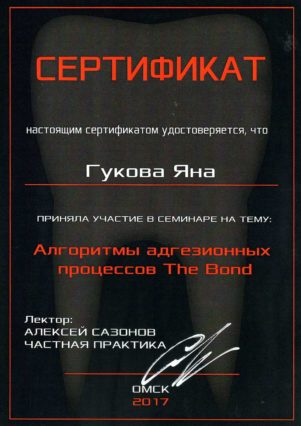 СЕРТИФИКАТ
настоящим сертификатом удостоверяется, что
Гукова Яна
ПРИНЯЛА УЧАСТИЕ В СЕМИНАРЕ НА ТЕМУ:
Алгоритмы адгезионных
процессов The Bond
Лектор:
АЛЕКСЕЙ САЗОНОВ
ЧАСТНАЯ ПРАКТИКА
ОМСК
2017